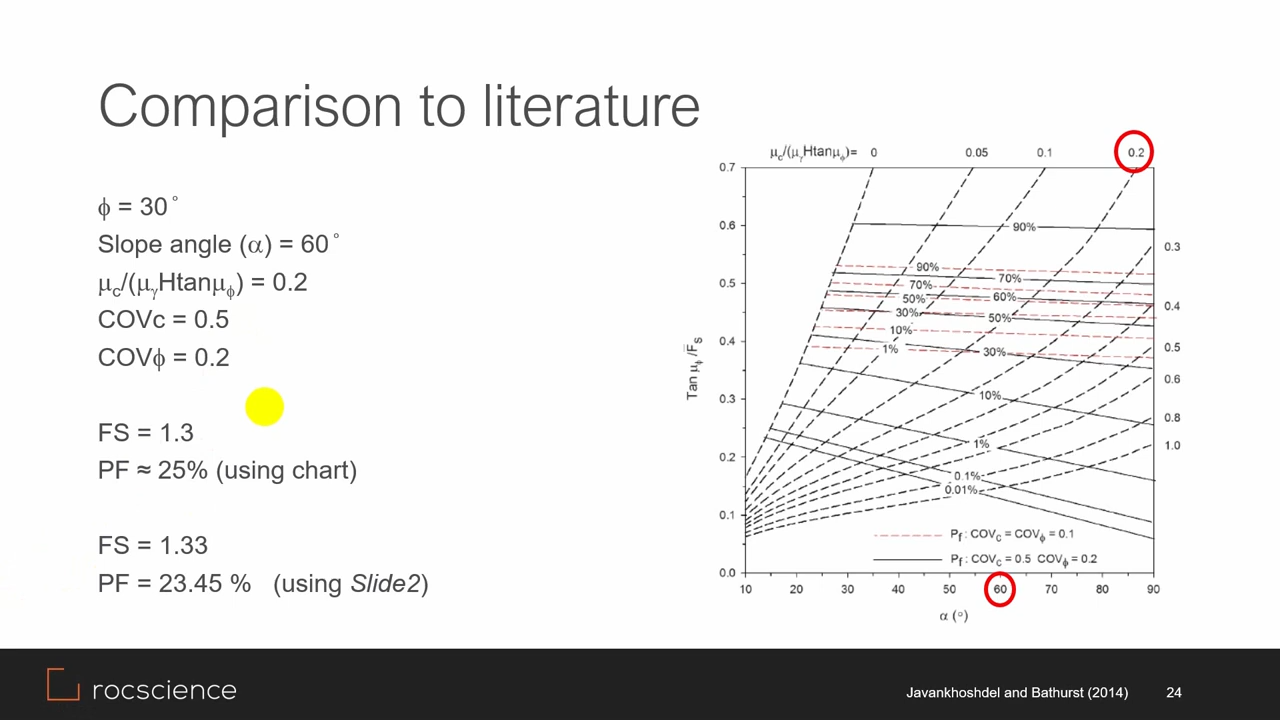 Comparison to literature
ϕ = 30°
Slope angle (α) = 60°
μc/(μγHtanμϕ) = 0.2
COVc = 0.5
COVϕ = 0.2
FS = 1.3
PF ≈ 25% (using chart)
FS = 1.33
PF = 23.45 % (using Slide2)
μc/(μγHtanμϕ)= 0 0.05 0.1 0.2
0.7
0.6
0.5
0.4
0.3
0.2
0.1
0.0
Tan μϕ /F̅s
90%
90%
70%
70%
60%
50%
50%
30%
10%
30%
1%
10%
1%
0.1%
0.01%
0.3
0.4
0.5
0.6
0.8
1.0
Pf : COVc = COVϕ = 0.1
Pf : COVc = 0.5 COVϕ = 0.2
10 20 30 40 50 60 70 80 90
α (°)
rocscience
Javankhoshdel and Bathurst (2014) 24